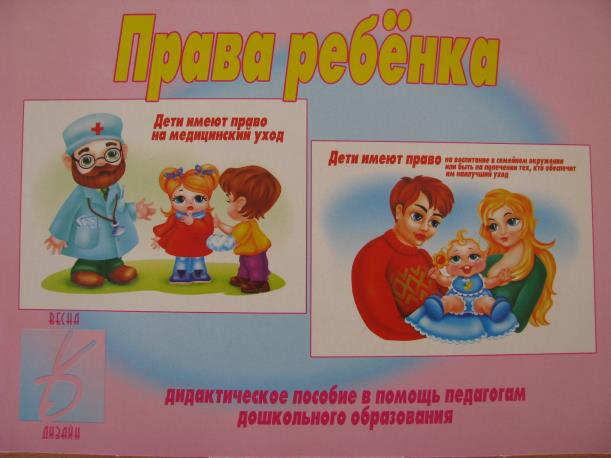 Права ребёнка
Дети имеют право
на медицинский уход
Дети имеют право на воспитание в семейном окружении
или быть на попечении тех, кто обеспечит
им наилучший уход
ВЕСНА
VD
ДИЗАЙН
дидактическое пособие в помощь педагогам
дошкольного образования